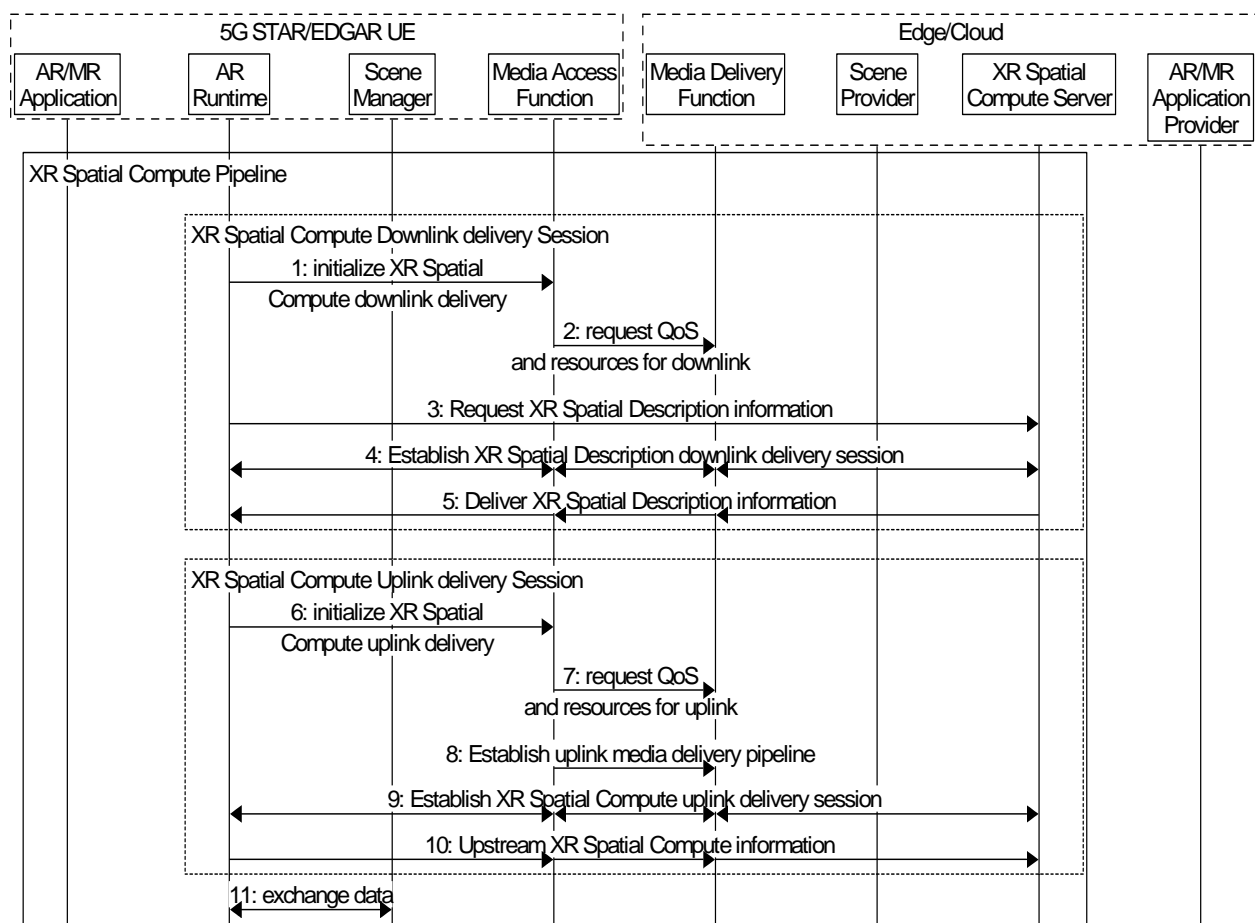 5G STAR/EDGAR UE
Edge/Cloud
AR/MR
Application
AR
Runtime
Scene
Manager
Media Access
Function
Media Delivery
Function
Scene
Provider
XR Spatial
Compute Server
AR/MR
Application
Provider
XR Spatial Compute Pipeline
XR Spatial Compute Downlink delivery Session
1: initialize XR Spatial
Compute downlink delivery
2: request QoS
and resources for downlink
3: Request XR Spatial Description information
4: Establish XR Spatial Description downlink delivery session
5: Deliver XR Spatial Description information
XR Spatial Compute Uplink delivery Session
6: initialize XR Spatial
Compute uplink delivery
7: request QoS
and resources for uplink
8: Establish uplink media delivery pipeline
9: Establish XR Spatial Compute uplink delivery session
10: Upstream XR Spatial Compute information
11: exchange data